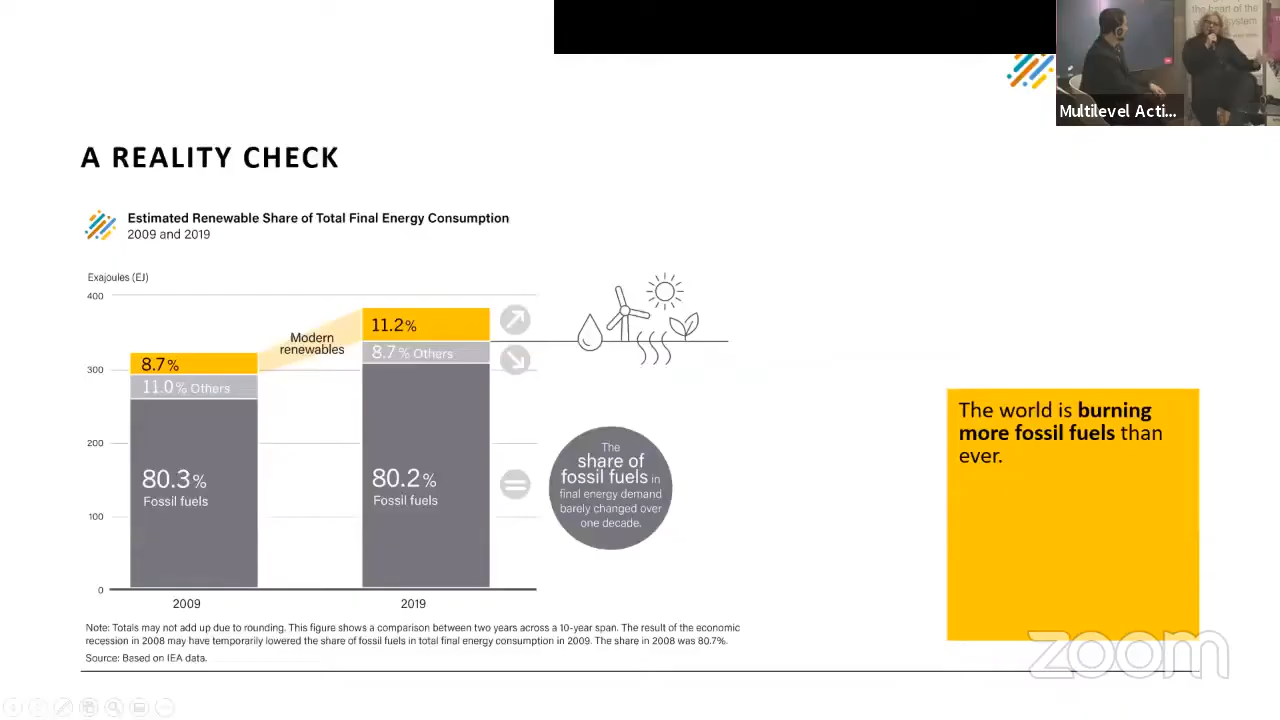 Multilevel Acti...
A REALITY CHECK
Estimated Renewable Share of Total Final Energy Consumption
2009 and 2019
Exajoules (EJ)
400
300
200
100
0
8.7%
11.0% Others
80.3%
Fossil fuels
2009
Modern
renewables
11.2%
8.7% Others
80.2%
Fossil fuels
2019
The
share of
fossil fuels in
final energy demand
barely changed over
one decade.
The world is burning
more fossil fuels than
ever.
Note: Totals may not add up due to rounding. This figure shows a comparison between two years across a 10-year span. The result of the economic
recession in 2008 may have temporarily lowered the share of fossil fuels in total final energy consumption in 2009. The share in 2008 was 80.7%.
Source: Based on IEA data.
zoom